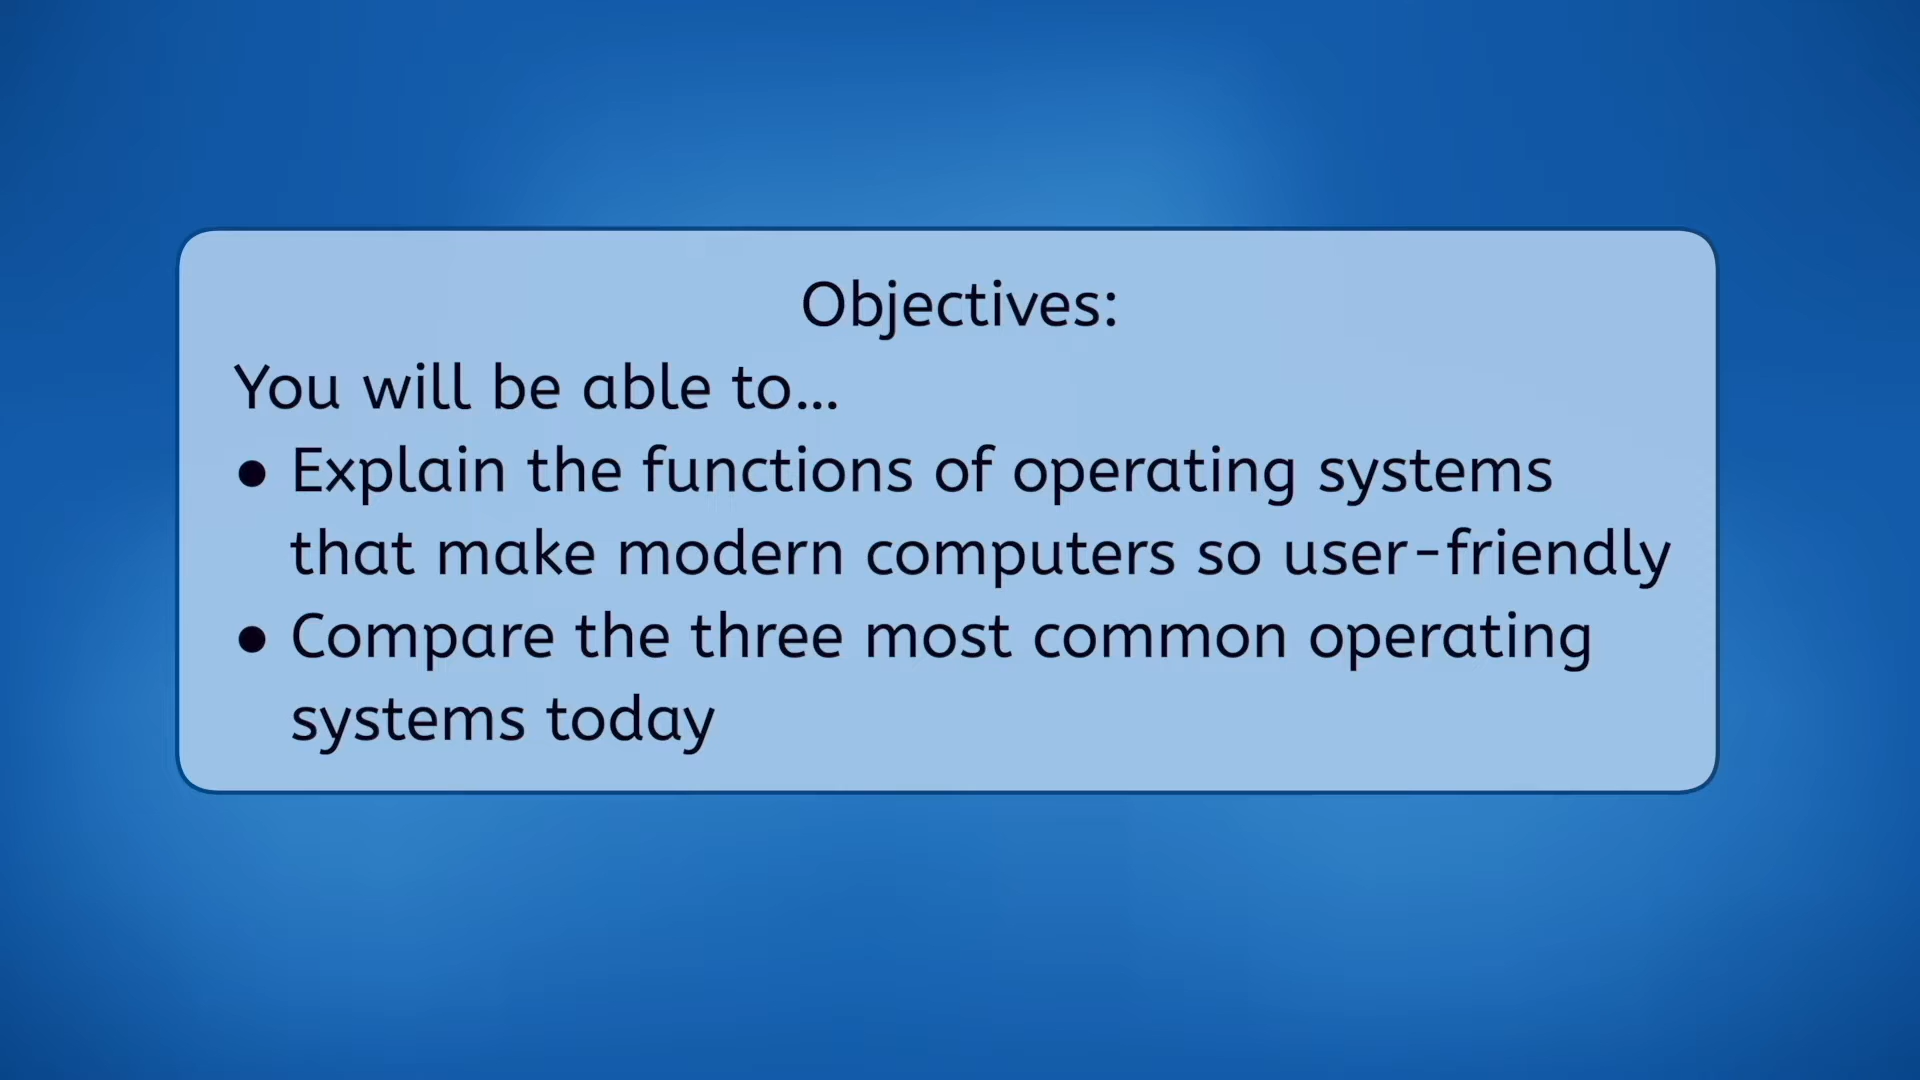 Objectives:
You will be able to...
● Explain the functions of operating systems
that make modern computers so user-friendly
● Compare the three most common operating
systems today